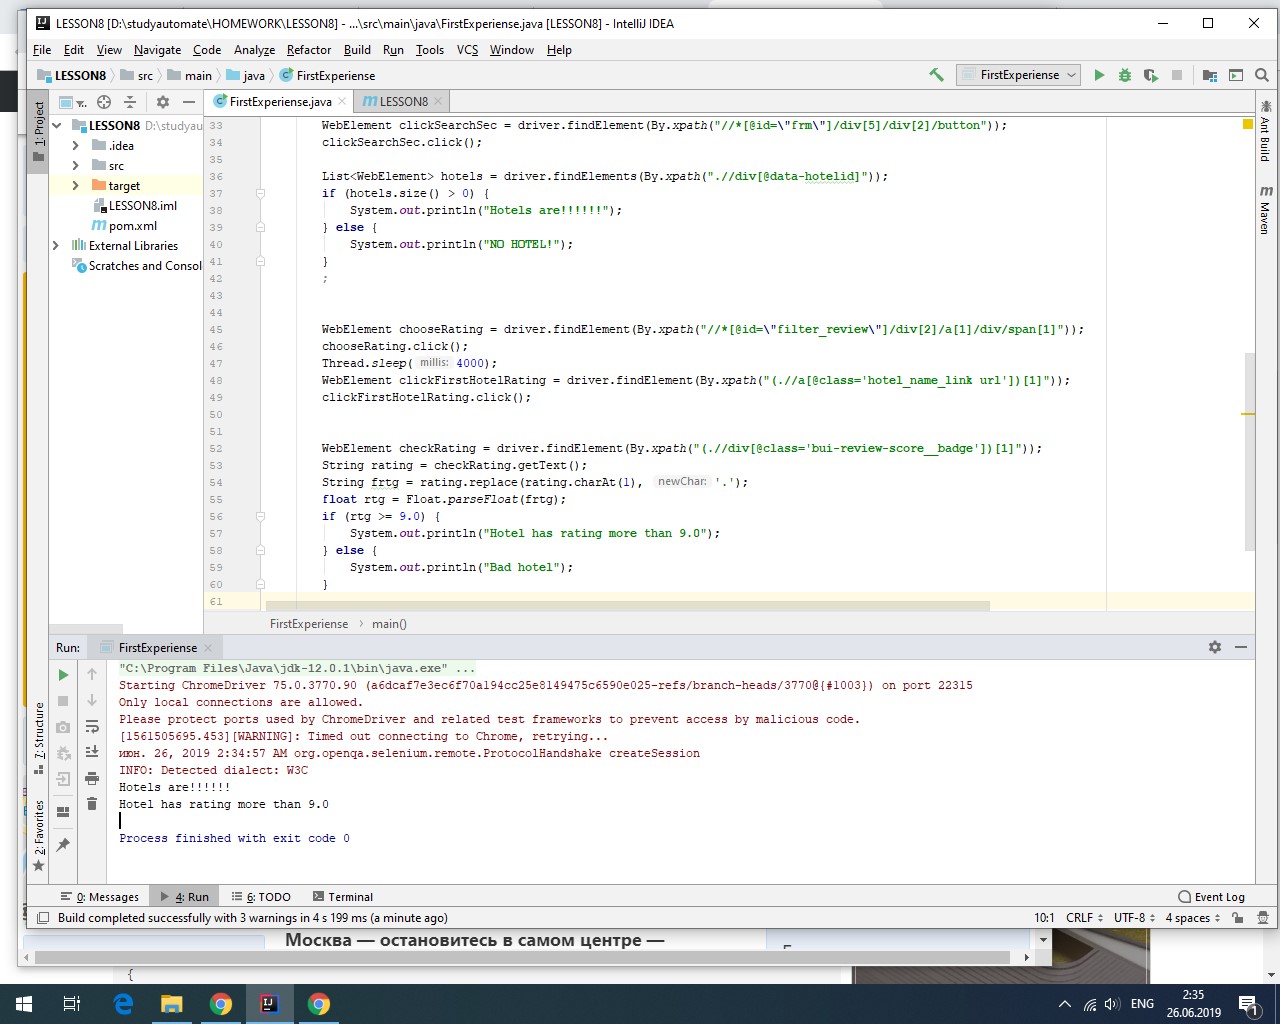 LESSON8 [D:\studyautomate\HOMEWORK\LESSON8] - ...\src\main\java\FirstExperiense.java [LESSON8] - IntelliJ IDEA
File Edit View Navigate Code Analyze Refactor Build Run Tools VCS Window Help
LESSON8 src main java FirstExperiense
FirstExperiense
1: Project
FirstExperiense.java LESSON8
LESSON8 D:\studyau
.idea
src
target
LESSON8.iml
pom.xml
External Libraries
Scratches and Consol
33 WebElement clickSearchSec = driver.findElement(By.xpath("//*[@id=\"frm\"]/div[5]/div[2]/button"));
34 clickSearchSec.click();
35
36 List<WebElement> hotels = driver.findElements(By.xpath(".//div[@data-hotelid]"));
37 if (hotels.size() > 0) {
38 System.out.println("Hotels are!!!!!!");
39 } else {
40 System.out.println("NO HOTEL!");
41 }
42 ;
43
44
45 WebElement chooseRating = driver.findElement(By.xpath("//*[@id=\"filter_review\"]/div[2]/a[1]/div/span[1]"));
46 chooseRating.click();
47 Thread.sleep( millis: 4000);
48 WebElement clickFirstHotelRating = driver.findElement(By.xpath("(.//a[@class='hotel_name_link url'])[1]"));
49 clickFirstHotelRating.click();
50
51
52 WebElement checkRating = driver.findElement(By.xpath("(.//div[@class='bui-review-score__badge'])[1]"));
53 String rating = checkRating.getText();
54 String frtg = rating.replace(rating.charAt(1), newChar: '.');
55 float rtg = Float.parseFloat(frtg);
56 if (rtg >= 9.0) {
57 System.out.println("Hotel has rating more than 9.0");
58 } else {
59 System.out.println("Bad hotel");
60 }
61
FirstExperiense main()
Ant Build
Maven
Run: FirstExperiense
"C:\Program Files\Java\jdk-12.0.1\bin\java.exe" ...
Starting ChromeDriver 75.0.3770.90 (a6dcaf7e3ec6f70a194cc25e8149475c6590e025-refs/branch-heads/3770@{#1003}) on port 22315
Only local connections are allowed.
Please protect ports used by ChromeDriver and related test frameworks to prevent access by malicious code.
[1561505695.453][WARNING]: Timed out connecting to Chrome, retrying...
июн. 26, 2019 2:34:57 AM org.openqa.selenium.remote.ProtocolHandshake createSession
INFO: Detected dialect: W3C
Hotels are!!!!!!
Hotel has rating more than 9.0
Process finished with exit code 0
Z: Structure
2: Favorites
0: Messages 4: Run 6: TODO Terminal Event Log
Build completed successfully with 3 warnings in 4 s 199 ms (a minute ago) 10:1 CRLF UTF-8 4 spaces
Москва — остановитесь в самом центре —
{
ENG 2:35
26.06.2019
1